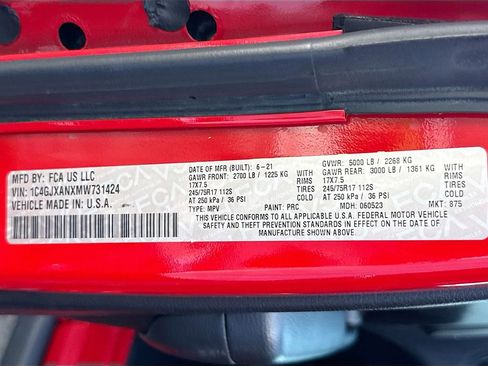 MFD BY: FCA US LLC
VIN: 1C4GJXANXMW731424
VEHICLE MADE IN: U.S.A.
DATE OF MFR (BUILT): 6-21
GAWR FRONT: 2700 LB / 1225 KG WITH
17X7.5 RIMS
245/75R17 112S TIRES
AT 250 kPa / 36 PSI COLD
TYPE: MPV PAINT: PRC
GVWR: 5000 LB / 2268 KG
GAWR REAR: 3000 LB / 1361 KG WITH
17X7.5 RIMS
245/75R17 112S TIRES
AT 250 kPa / 36 PSI COLD
MDH: 060523 MKT: 875
THIS VEHICLE CONFORMS TO ALL APPLICABLE U.S.A. FEDERAL MOTOR VEHICLE
SAFETY AND THEFT PREVENTION STANDARDS IN EFFECT ON THE DATE OF
MANUFACTURE SHOWN ABOVE.